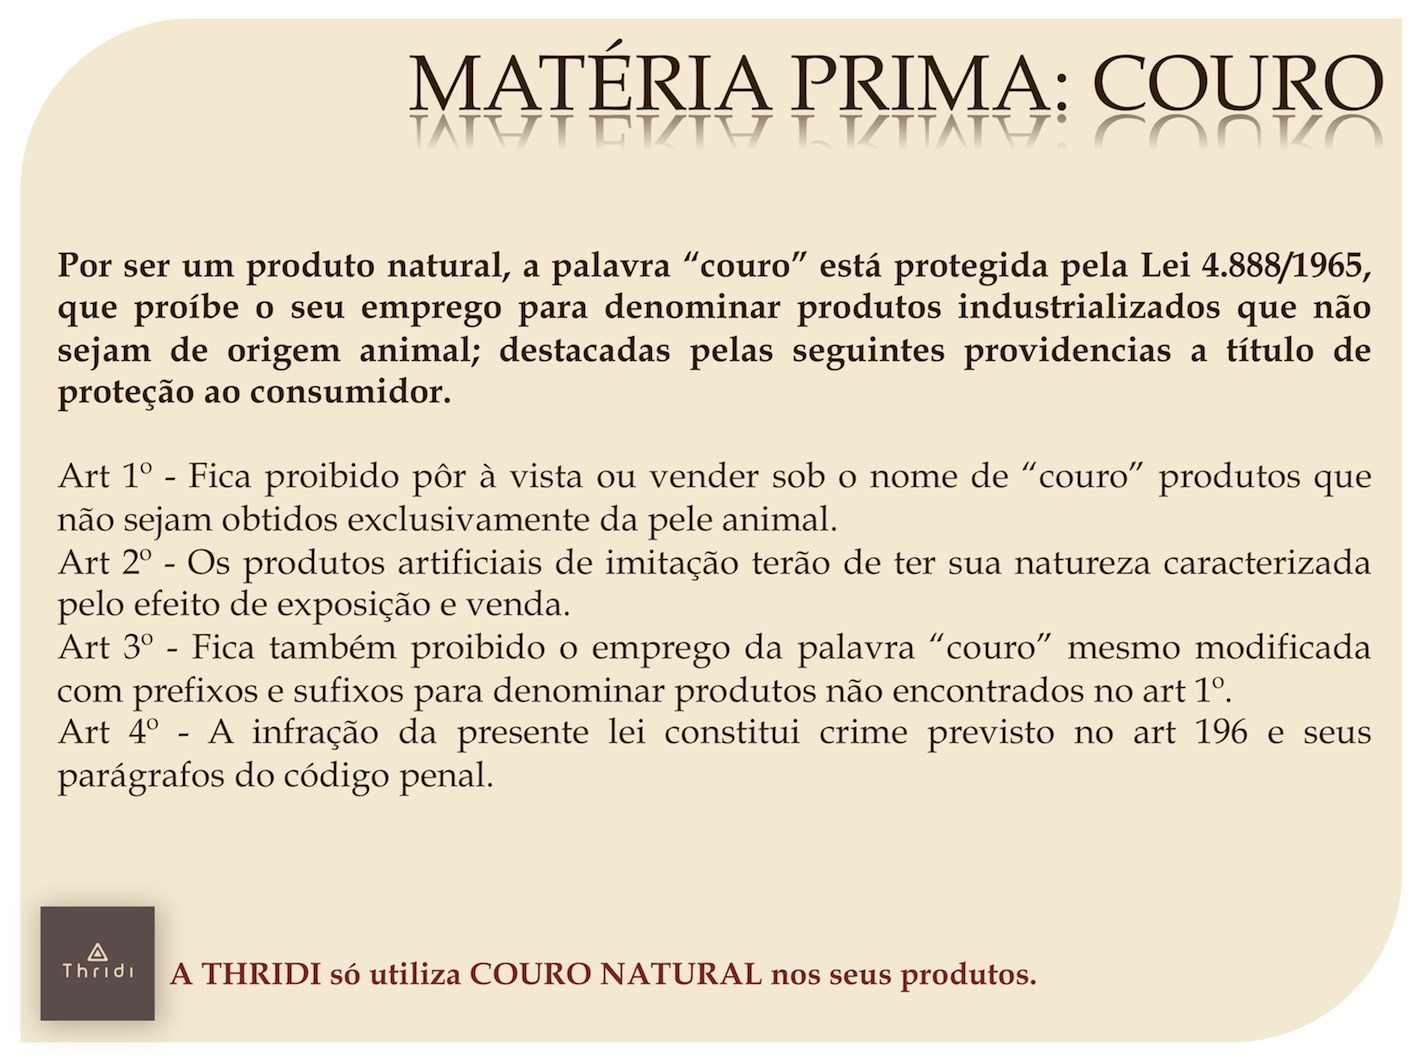 MATÉRIA PRIMA: COURO
Por ser um produto natural, a palavra “couro” está protegida pela Lei 4.888/1965,
que proíbe o seu emprego para denominar produtos industrializados que não
sejam de origem animal; destacadas pelas seguintes providencias a título de
proteção ao consumidor.
Art 1º - Fica proibido pôr à vista ou vender sob o nome de “couro” produtos que
não sejam obtidos exclusivamente da pele animal.
Art 2º - Os produtos artificiais de imitação terão de ter sua natureza caracterizada
pelo efeito de exposição e venda.
Art 3º - Fica também proibido o emprego da palavra “couro” mesmo modificada
com prefixos e sufixos para denominar produtos não encontrados no art 1º.
Art 4º - A infração da presente lei constitui crime previsto no art 196 e seus
parágrafos do código penal.
Thridi
A THRIDI só utiliza COURO NATURAL nos seus produtos.